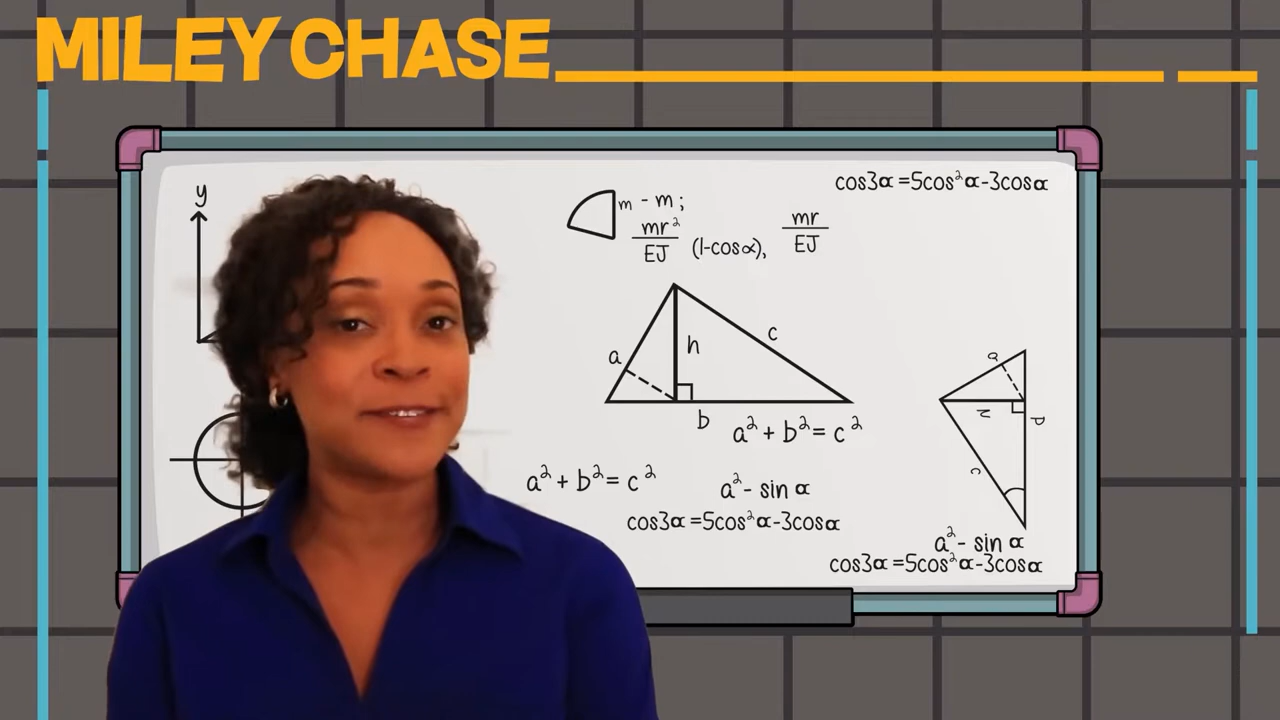 MILEY CHASE
y
m - m;
mr²
EJ
(1-cosα),
mr
EJ
cos3α=5cos²α-3cosα
a
h
c
b
a²+b²=c²
a²+b²=c²
a²- sin α
cos3α=5cos²α-3cosα
a
N
b
c
a²- sin α
cos3α=5cos²α-3cosα